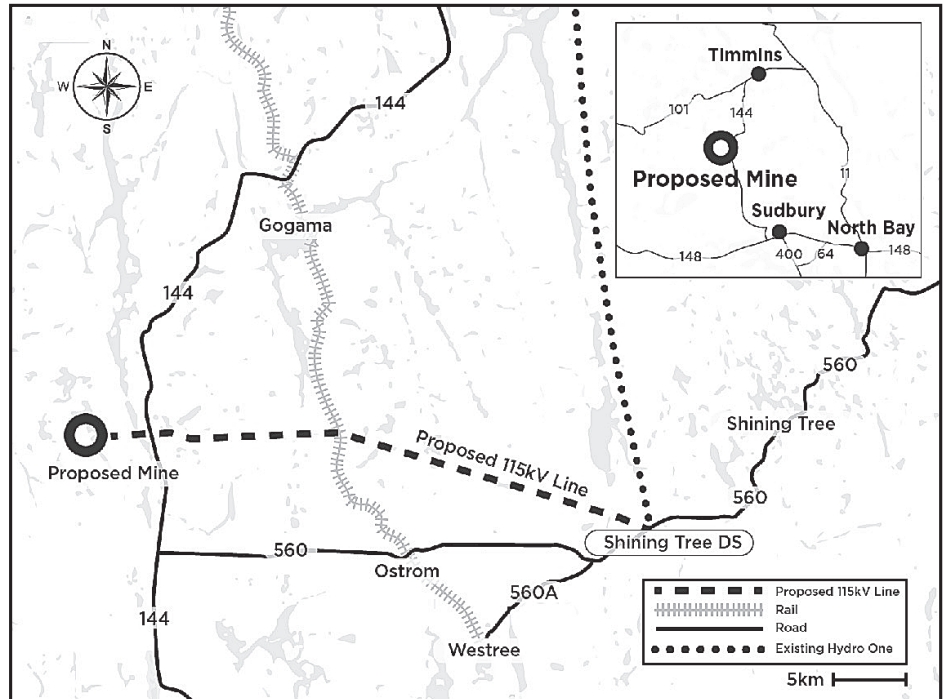 N
W
E
S
144
Gogama
144
Proposed Mine
Proposed 115kV Line
560
Shining Tree
560
Shining Tree DS
560
Ostrom
560A
Westree
144
Timmins
101
144
Proposed Mine
11
Sudbury
North Bay
148
400
64
148
Proposed 115kV Line
Rail
Road
Existing Hydro One
5km